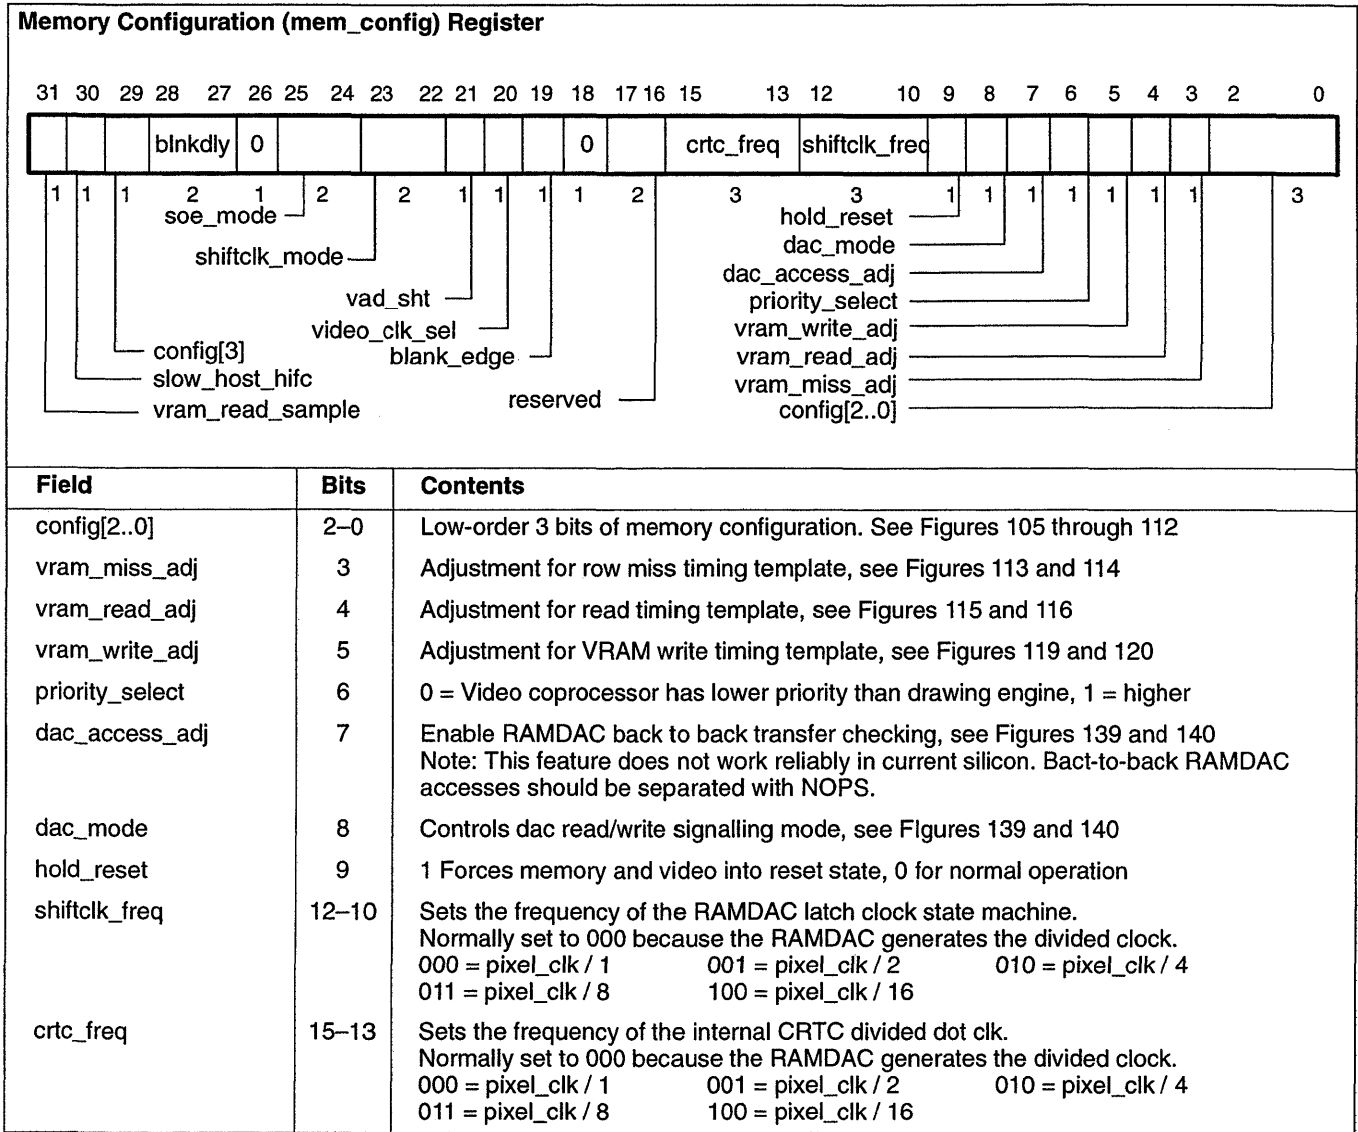 Memory Configuration (mem_config) Register
31 30 29 28 27 26 25 24 23 22 21 20 19 18 17 16 15 13 12 10 9 8 7 6 5 4 3 2 0
blnkdly 0 0 crtc_freq shiftclk_freq
1 1 1 2 1 2 2 1 1 1 1 2 3 3 1 1 1 1 1 1 1 3
soe_mode hold_reset
shiftclk_mode dac_mode
dac_access_adj
vad_sht priority_select
video_clk_sel vram_write_adj
config[3] blank_edge vram_read_adj
slow_host_hifc vram_miss_adj
vram_read_sample reserved config[2..0]
Field Bits Contents
config[2..0] 2–0 Low-order 3 bits of memory configuration. See Figures 105 through 112
vram_miss_adj 3 Adjustment for row miss timing template, see Figures 113 and 114
vram_read_adj 4 Adjustment for read timing template, see Figures 115 and 116
vram_write_adj 5 Adjustment for VRAM write timing template, see Figures 119 and 120
priority_select 6 0 = Video coprocessor has lower priority than drawing engine, 1 = higher
dac_access_adj 7 Enable RAMDAC back to back transfer checking, see Figures 139 and 140
Note: This feature does not work reliably in current silicon. Bact-to-back RAMDAC
accesses should be separated with NOPS.
dac_mode 8 Controls dac read/write signalling mode, see FIgures 139 and 140
hold_reset 9 1 Forces memory and video into reset state, 0 for normal operation
shiftclk_freq 12–10 Sets the frequency of the RAMDAC latch clock state machine.
Normally set to 000 because the RAMDAC generates the divided clock.
000 = pixel_clk / 1 001 = pixel_clk / 2 010 = pixel_clk / 4
011 = pixel_clk / 8 100 = pixel_clk / 16
crtc_freq 15–13 Sets the frequency of the internal CRTC divided dot clk.
Normally set to 000 because the RAMDAC generates the divided clock.
000 = pixel_clk / 1 001 = pixel_clk / 2 010 = pixel_clk / 4
011 = pixel_clk / 8 100 = pixel_clk / 16